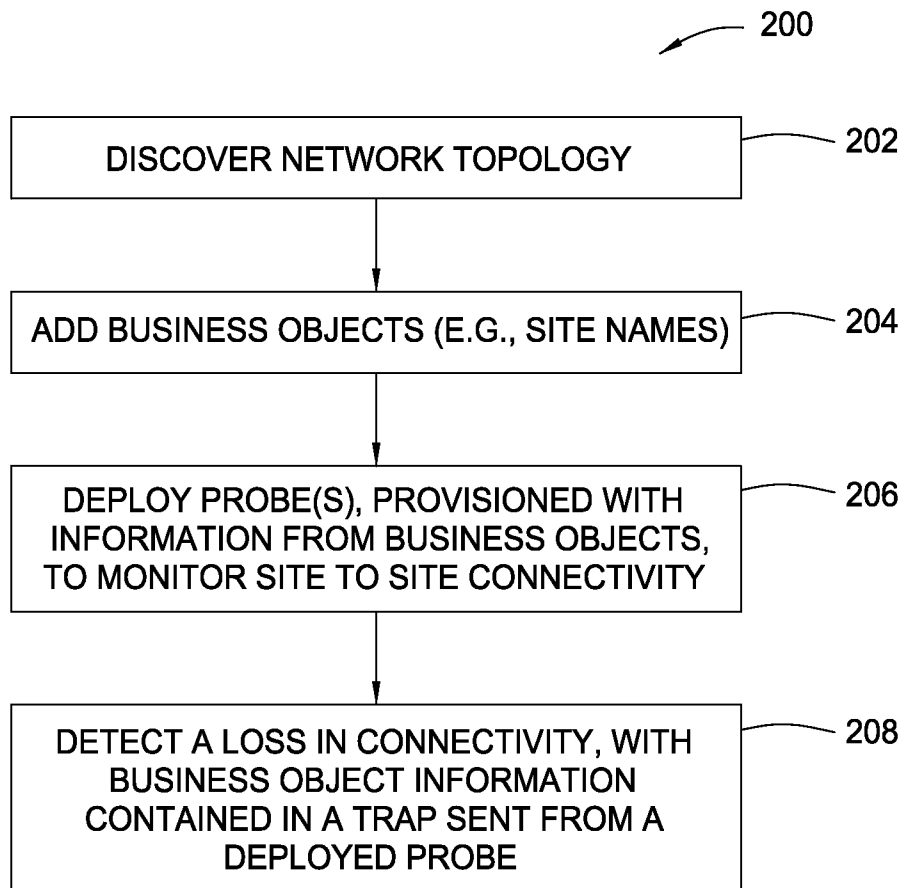 200
DISCOVER NETWORK TOPOLOGY
202
ADD BUSINESS OBJECTS (E.G., SITE NAMES)
204
DEPLOY PROBE(S), PROVISIONED WITH
INFORMATION FROM BUSINESS OBJECTS,
TO MONITOR SITE TO SITE CONNECTIVITY
206
DETECT A LOSS IN CONNECTIVITY, WITH
BUSINESS OBJECT INFORMATION
CONTAINED IN A TRAP SENT FROM A
DEPLOYED PROBE
208